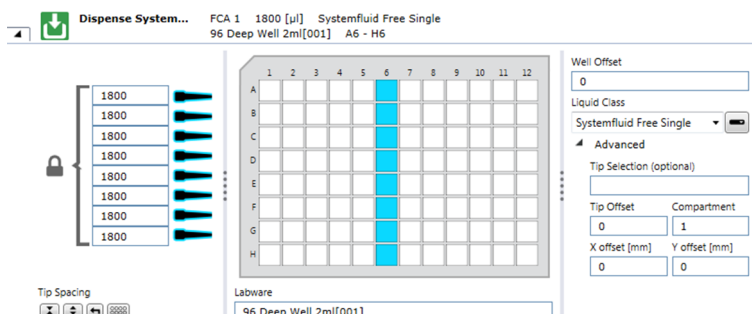 Dispense System... FCA 1 1800 [µl] Systemfluid Free Single
96 Deep Well 2ml[001] A6 - H6
1800
1800
1800
1800
1800
1800
1800
1800
Tip Spacing
1 2 3 4 5 6 7 8 9 10 11 12
A
B
C
D
E
F
G
H
Labware
96 Deep Well 2ml[001]
Well Offset
0
Liquid Class
Systemfluid Free Single
Advanced
Tip Selection (optional)
Tip Offset Compartment
0 1
X offset [mm] Y offset [mm]
0 0